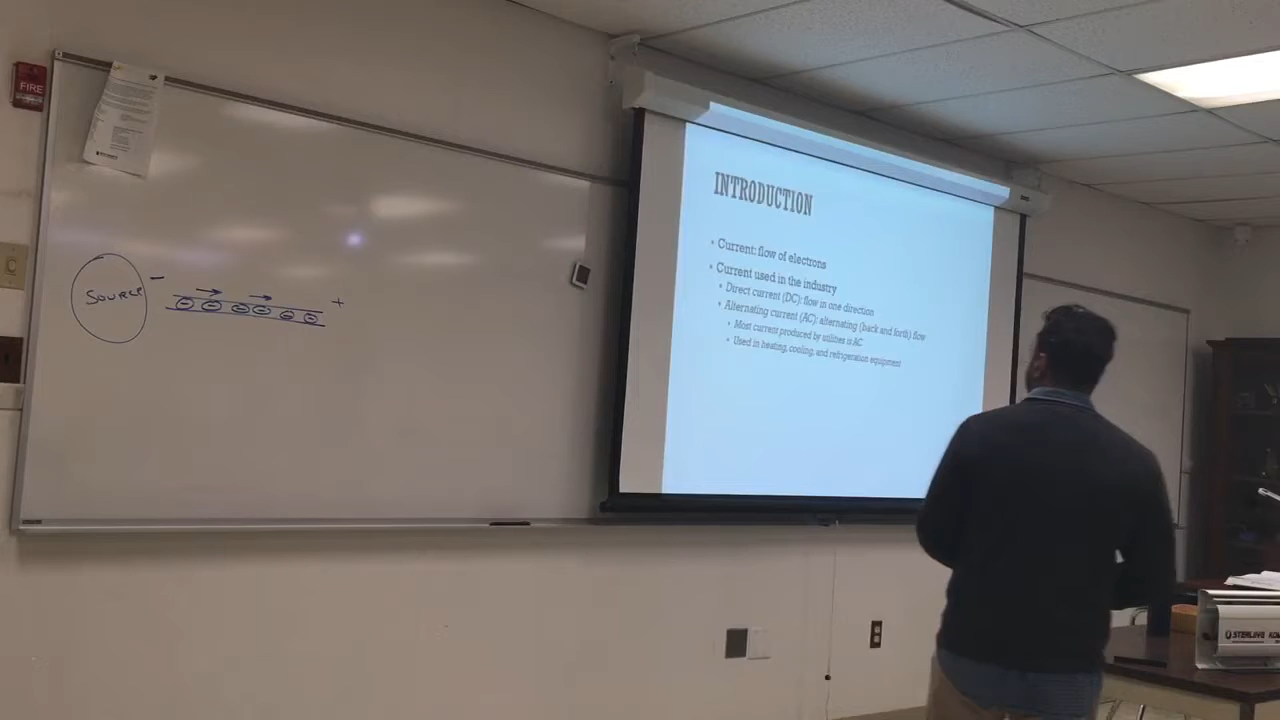 FIRE
SOURCE
-
+
INTRODUCTION
• Current: flow of electrons
• Current used in the industry
• Direct current (DC): flow in one direction
• Alternating current (AC): alternating (back and forth) flow
• Most current produced by utilities is AC
• Used in heating, cooling, and refrigeration equipment
STERLING